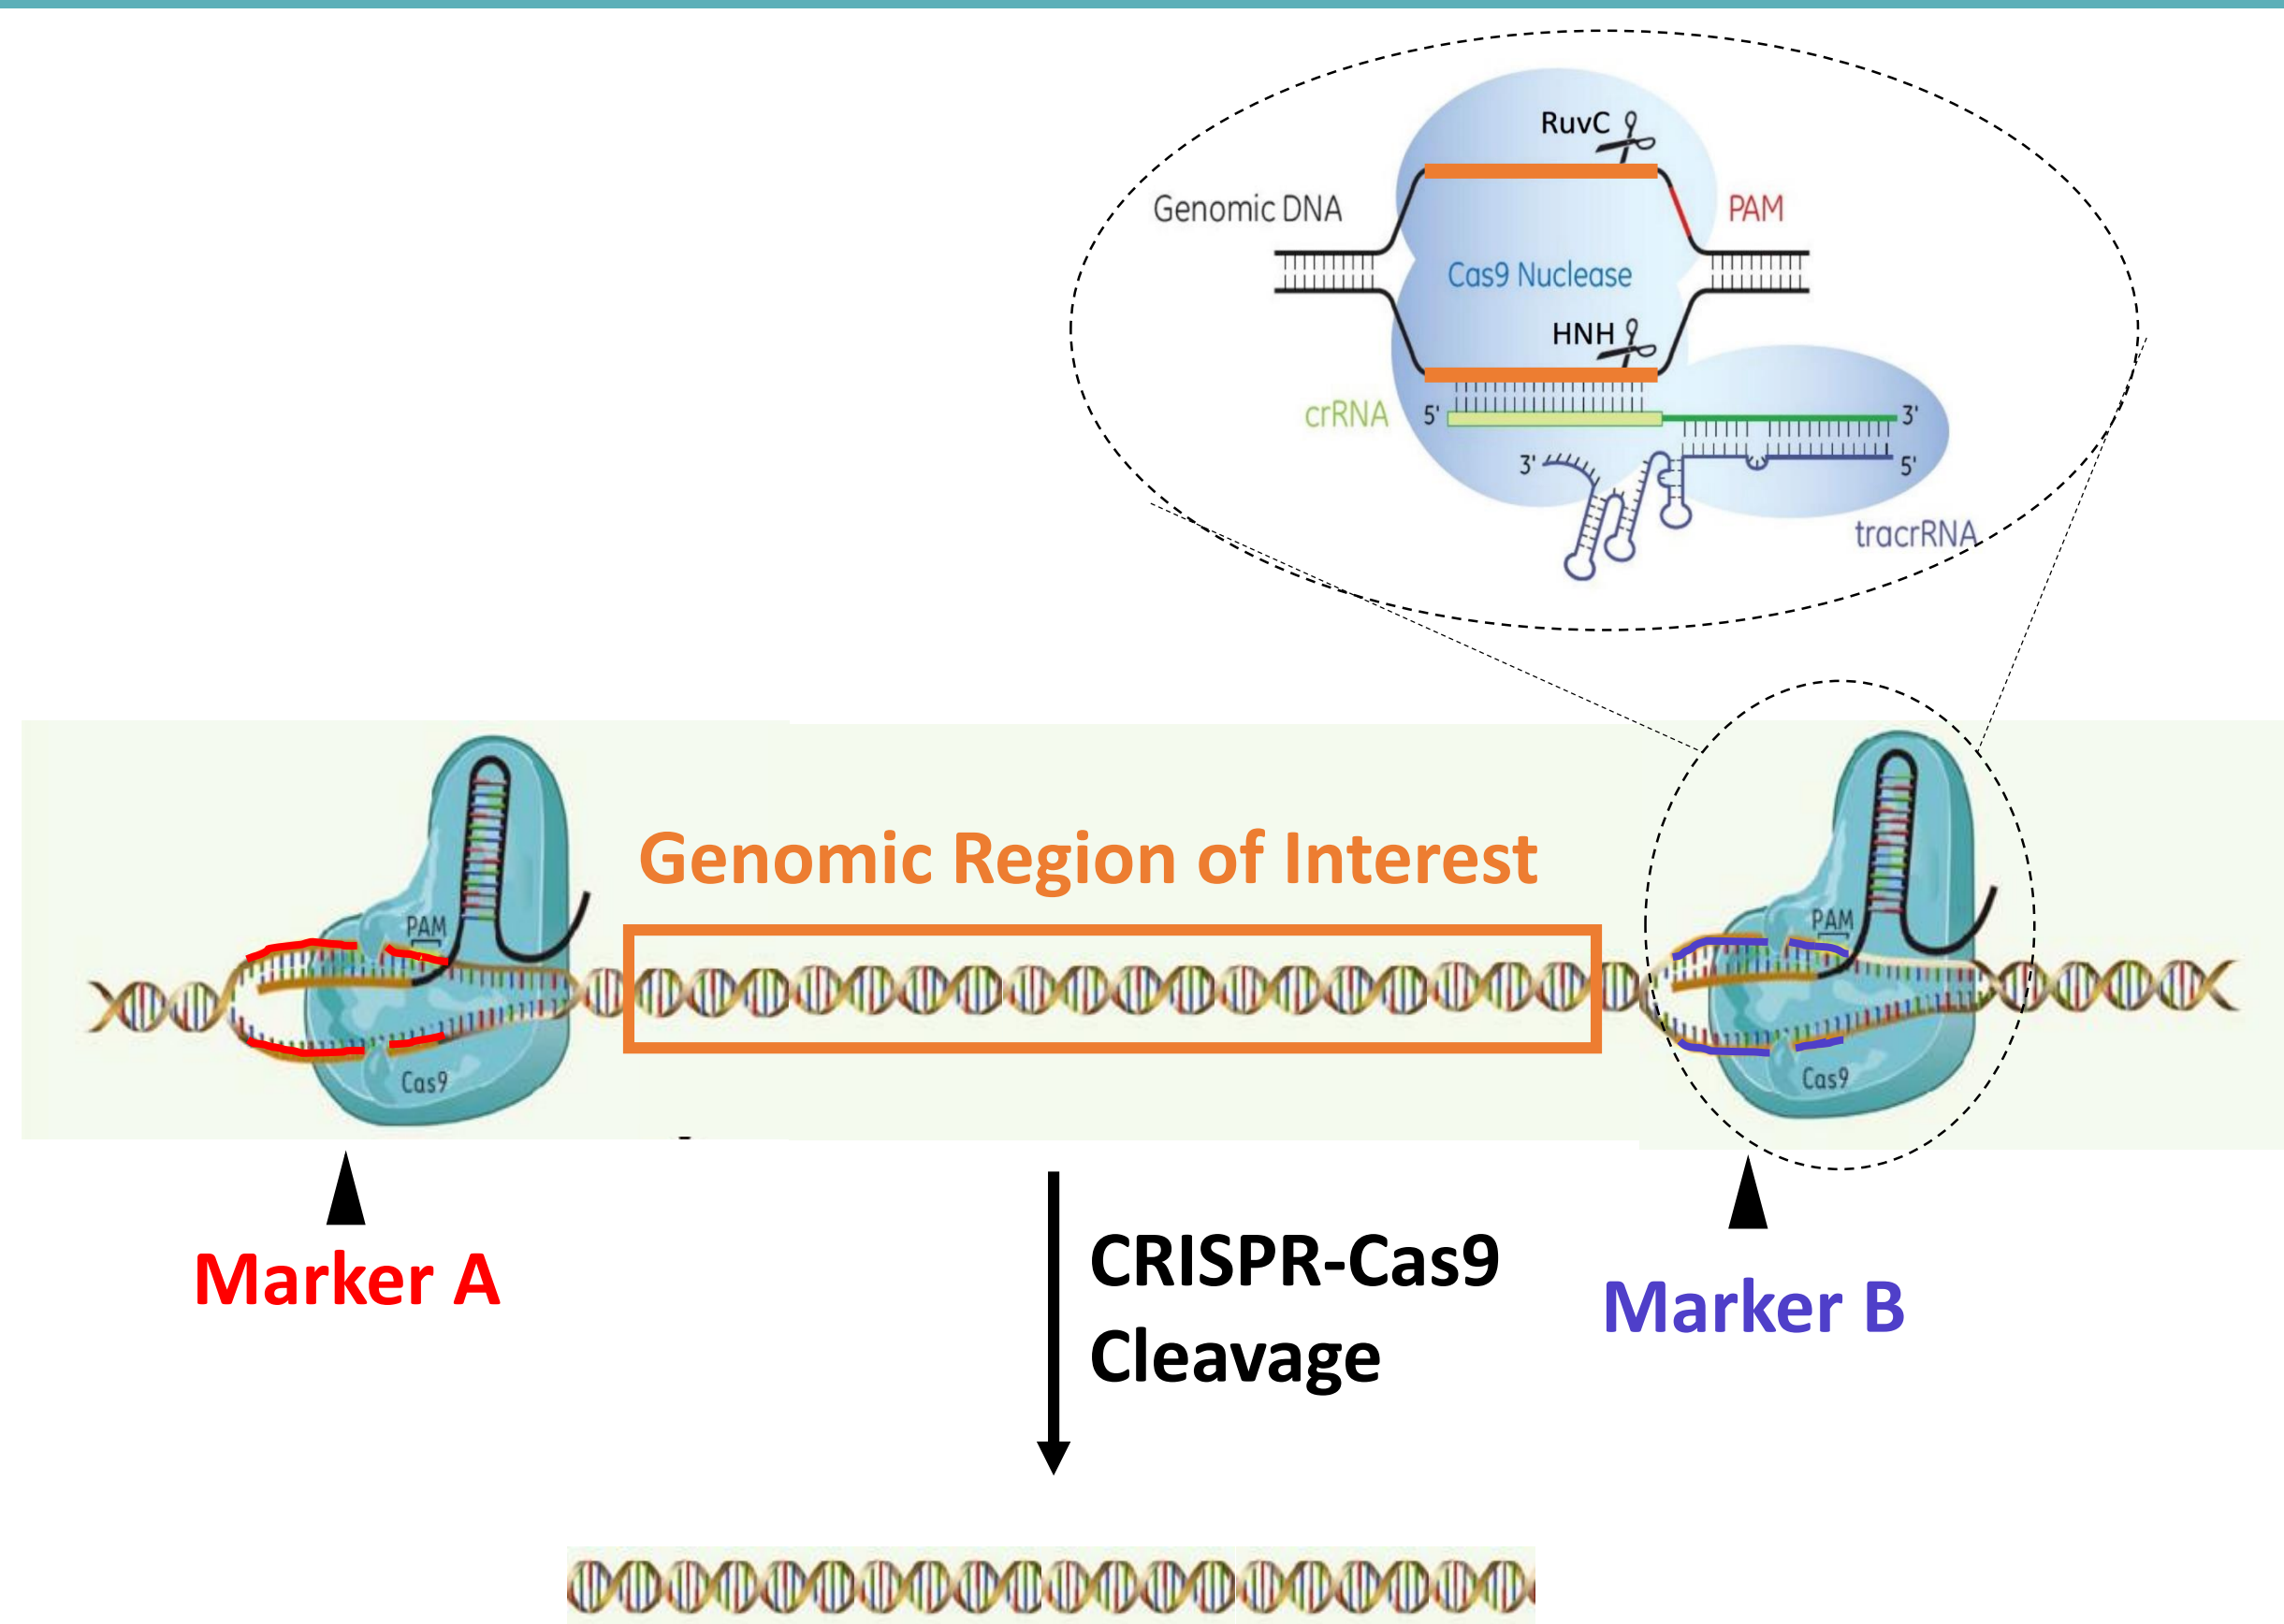 RuvC
Genomic DNA
PAM
Cas9 Nuclease
HNH
crRNA
5'
3'
3'
5'
tracrRNA
Genomic Region of Interest
PAM
PAM
Cas9
Cas9
Marker A
CRISPR-Cas9
Cleavage
Marker B